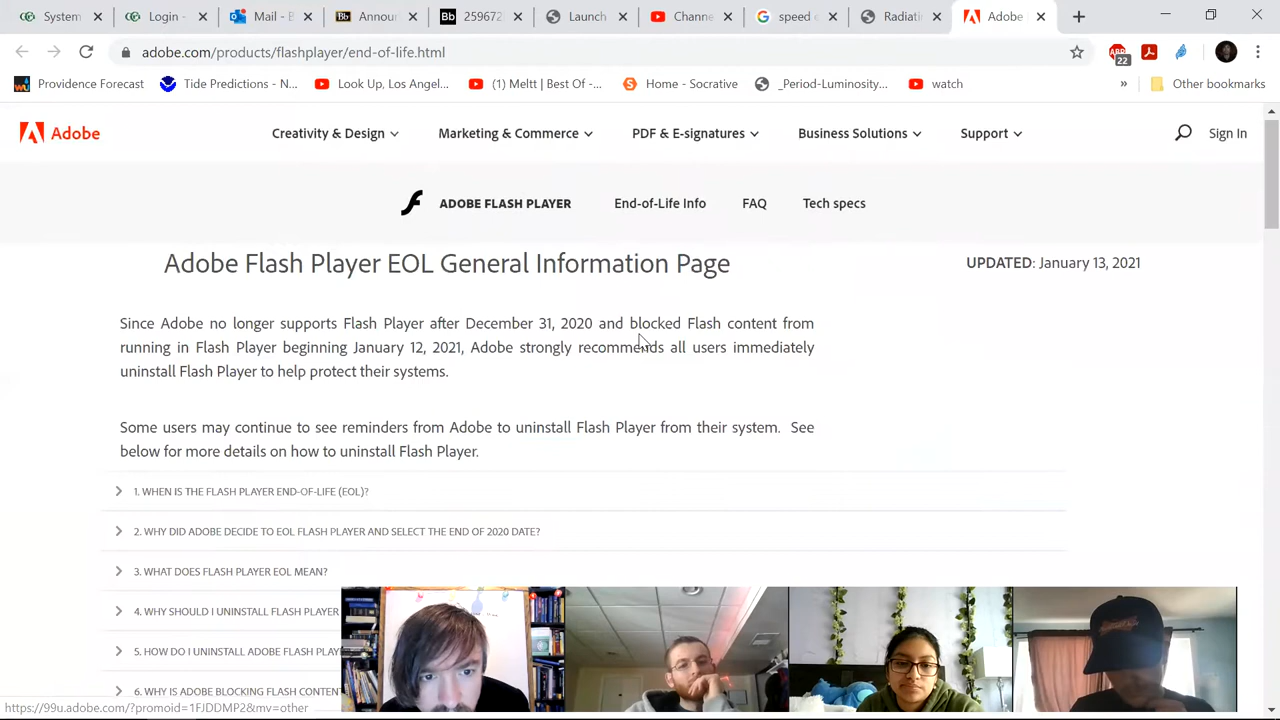 System
Login -
Mail - B
Annou
259672
Launch
Channe
speed e
Radiati
Adobe
adobe.com/products/flashplayer/end-of-life.html
22
Providence Forecast
Tide Predictions - N...
Look Up, Los Angel...
(1) Meltt | Best Of -...
Home - Socrative
_Period-Luminosity...
watch
»
Other bookmarks
Adobe
Creativity & Design
Marketing & Commerce
PDF & E-signatures
Business Solutions
Support
Sign In
ADOBE FLASH PLAYER
End-of-Life Info
FAQ
Tech specs
Adobe Flash Player EOL General Information Page
UPDATED: January 13, 2021
Since Adobe no longer supports Flash Player after December 31, 2020 and blocked Flash content from
running in Flash Player beginning January 12, 2021, Adobe strongly recommends all users immediately
uninstall Flash Player to help protect their systems.
Some users may continue to see reminders from Adobe to uninstall Flash Player from their system. See
below for more details on how to uninstall Flash Player.
1. WHEN IS THE FLASH PLAYER END-OF-LIFE (EOL)?
2. WHY DID ADOBE DECIDE TO EOL FLASH PLAYER AND SELECT THE END OF 2020 DATE?
3. WHAT DOES FLASH PLAYER EOL MEAN?
4. WHY SHOULD I UNINSTALL FLASH PLAYER
5. HOW DO I UNINSTALL ADOBE FLASH PLAY
6. WHY IS ADOBE BLOCKING FLASH CONTENT
https://99u.adobe.com/?promoid=1FJDDMP2&mv=other